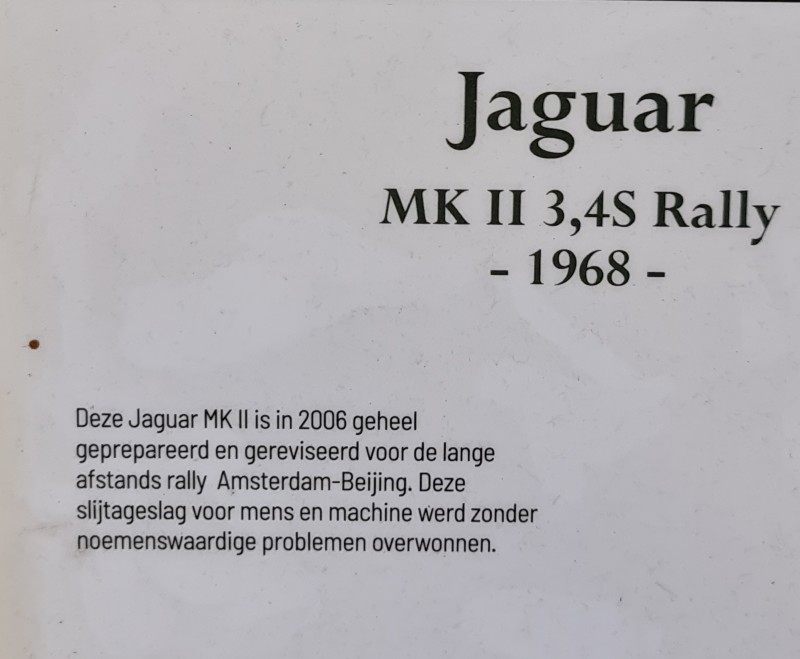 Jaguar
MK II 3,4S Rally
- 1968 -
Deze Jaguar MK II is in 2006 geheel
geprepareerd en gereviseerd voor de lange
afstands rally Amsterdam-Beijing. Deze
slijtageslag voor mens en machine werd zonder
noemenswaardige problemen overwonnen.